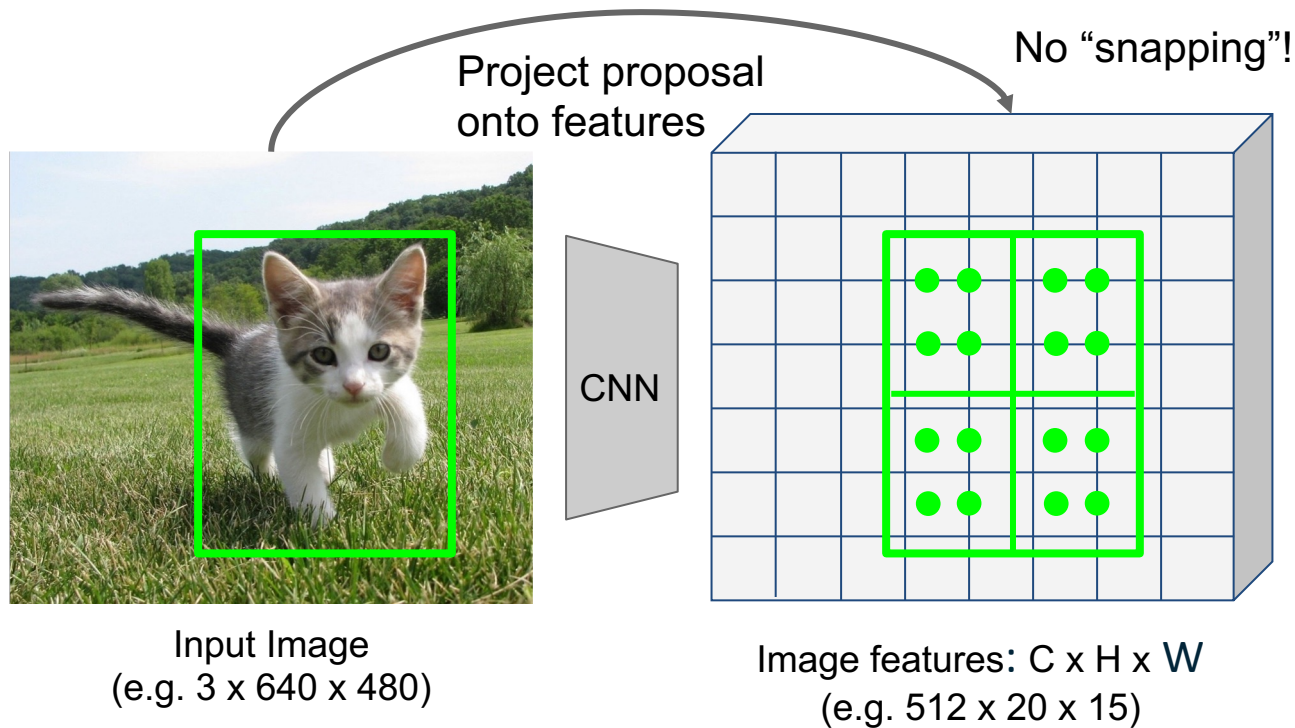 No “snapping”!
Project proposal
onto features
CNN
Input Image
(e.g. 3 x 640 x 480)
Image features: C x H x W
(e.g. 512 x 20 x 15)